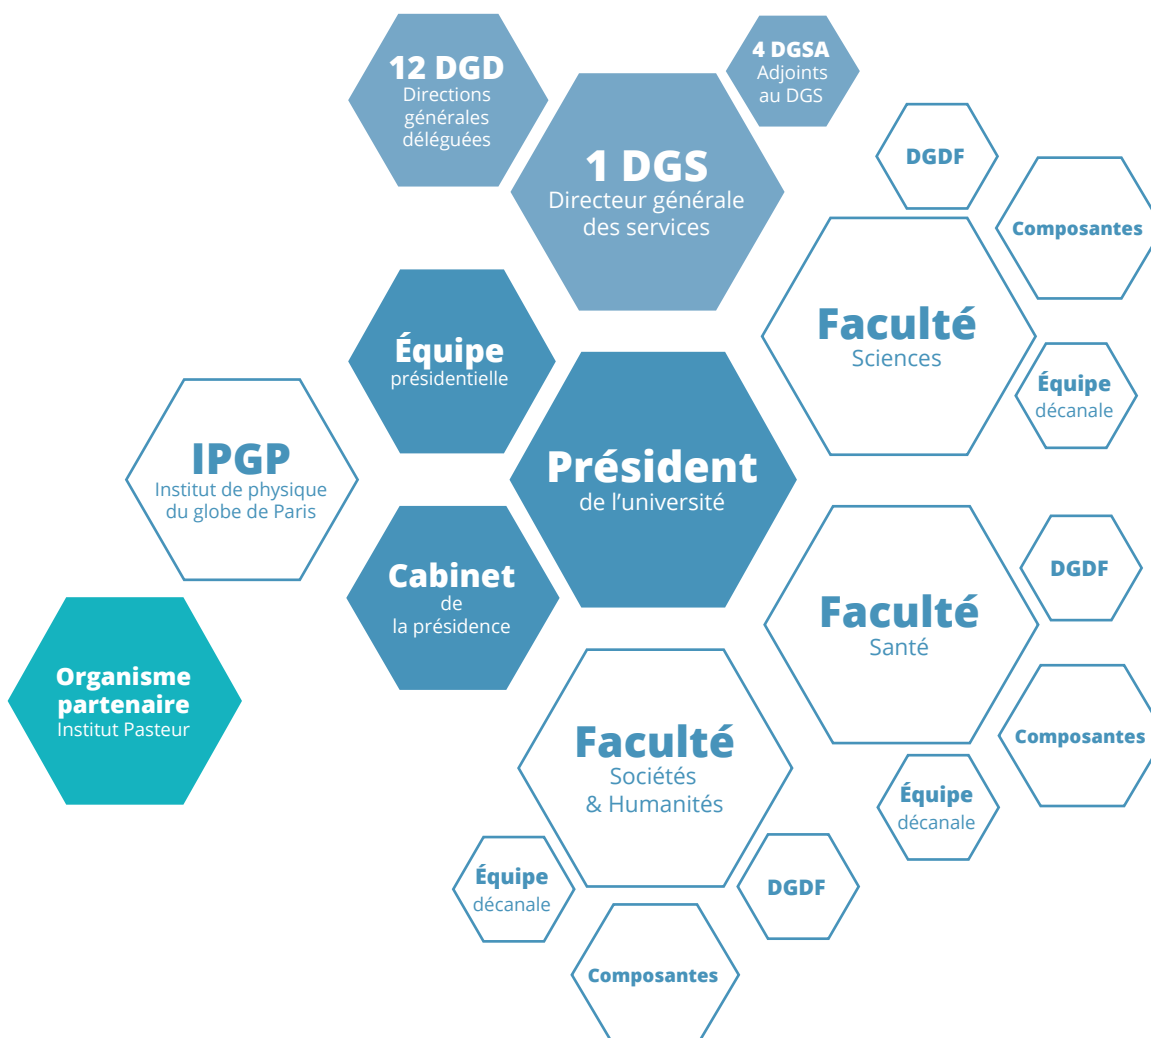 12 DGD
Directions
générales
déléguées
4 DGSA
Adjoints
au DGS
1 DGS
Directeur générale
des services
DGDF
Composantes
Faculté
Sciences
Équipe
décanale
Équipe
présidentielle
IPGP
Institut de physique
du globe de Paris
Président
de l’université
Cabinet
de
la présidence
DGDF
Faculté
Santé
Composantes
Équipe
décanale
Organisme
partenaire
Institut Pasteur
Faculté
Sociétés
& Humanités
Équipe
décanale
DGDF
Composantes